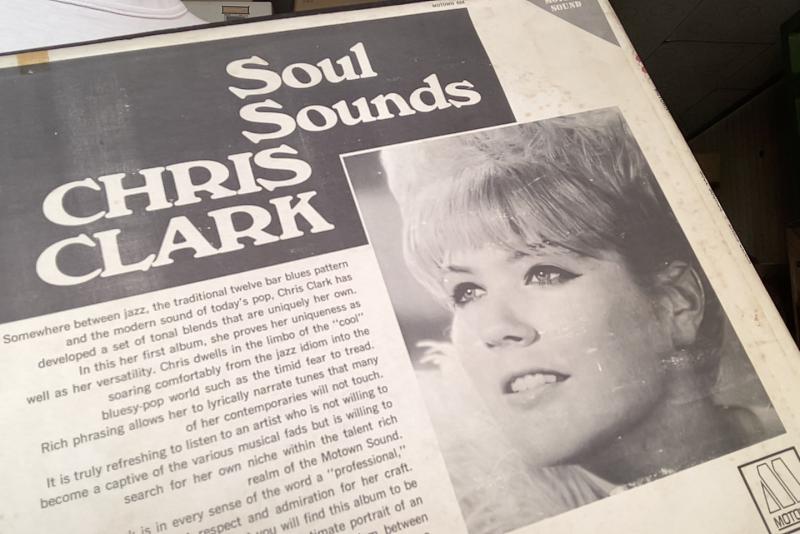 MOTOWN 664
SOUND
Soul
Sounds
CHRIS
CLARK
Somewhere between jazz, the traditional twelve bar blues pattern
and the modern sound of today's pop, Chris Clark has
developed a set of tonal blends that are uniquely her own.
In this her first album, she proves her uniqueness as
well as her versatility. Chris dwells in the limbo of the "cool"
soaring comfortably from the jazz idiom into the
bluesy-pop world such as the timid fear to tread.
Rich phrasing allows her to lyrically narrate tunes that many
of her contemporaries will not touch.
It is truly refreshing to listen to an artist who is not willing to
become a captive of the various musical fads but is willing to
search for her own niche within the talent rich
realm of the Motown Sound.
is in every sense of the word a "professional,"
respect and admiration for her craft.
you will find this album to be
portrait of an
between
M